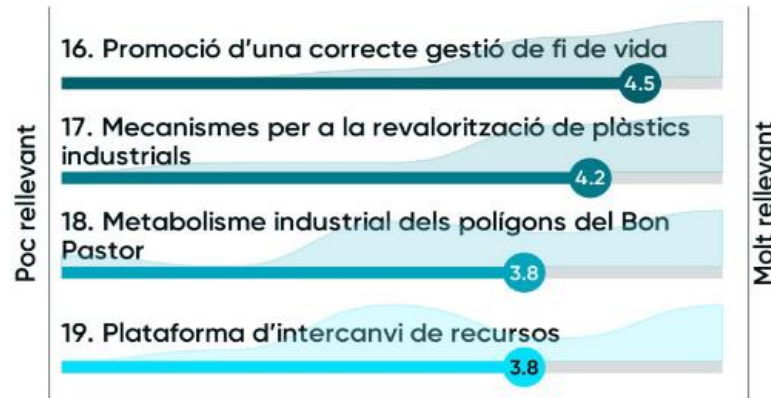 Poc rellevant
16. Promoció d'una correcte gestió de fi de vida
4.5
17. Mecanismes per a la revalorització de plàstics
industrials
4.2
18. Metabolisme industrial dels polígons del Bon
Pastor
3.8
19. Plataforma d'intercanvi de recursos
3.8
Molt rellevant